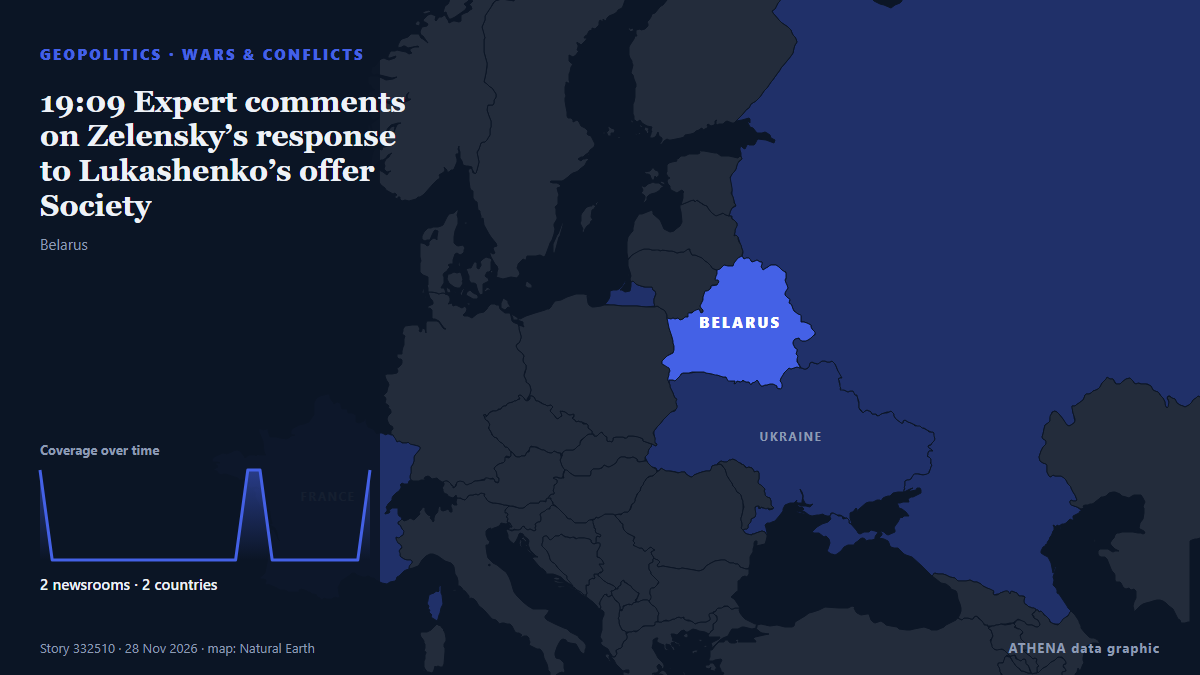 GEOPOLITICS · WARS & CONFLICTS
19:09 Expert comments
on Zelensky’s response
to Lukashenko’s offer
Society
Belarus
BELARUS
UKRAINE
Coverage over time
FRANCE
2 newsrooms · 2 countries
Story 332510 · 28 Nov 2026 · map: Natural Earth
ATHENA data graphic